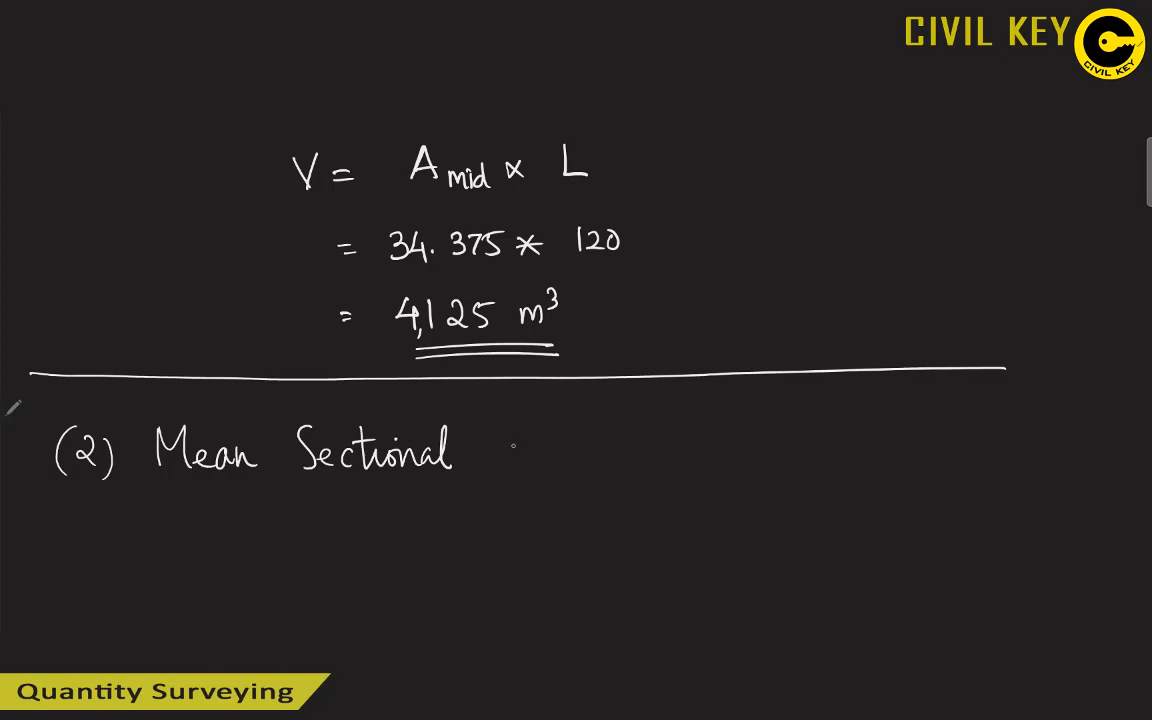 CIVIL KEY
CIVIL KEY
V = A mid × L
= 34.375 * 120
= 4,125 m³
(2) Mean Sectional
Quantity Surveying